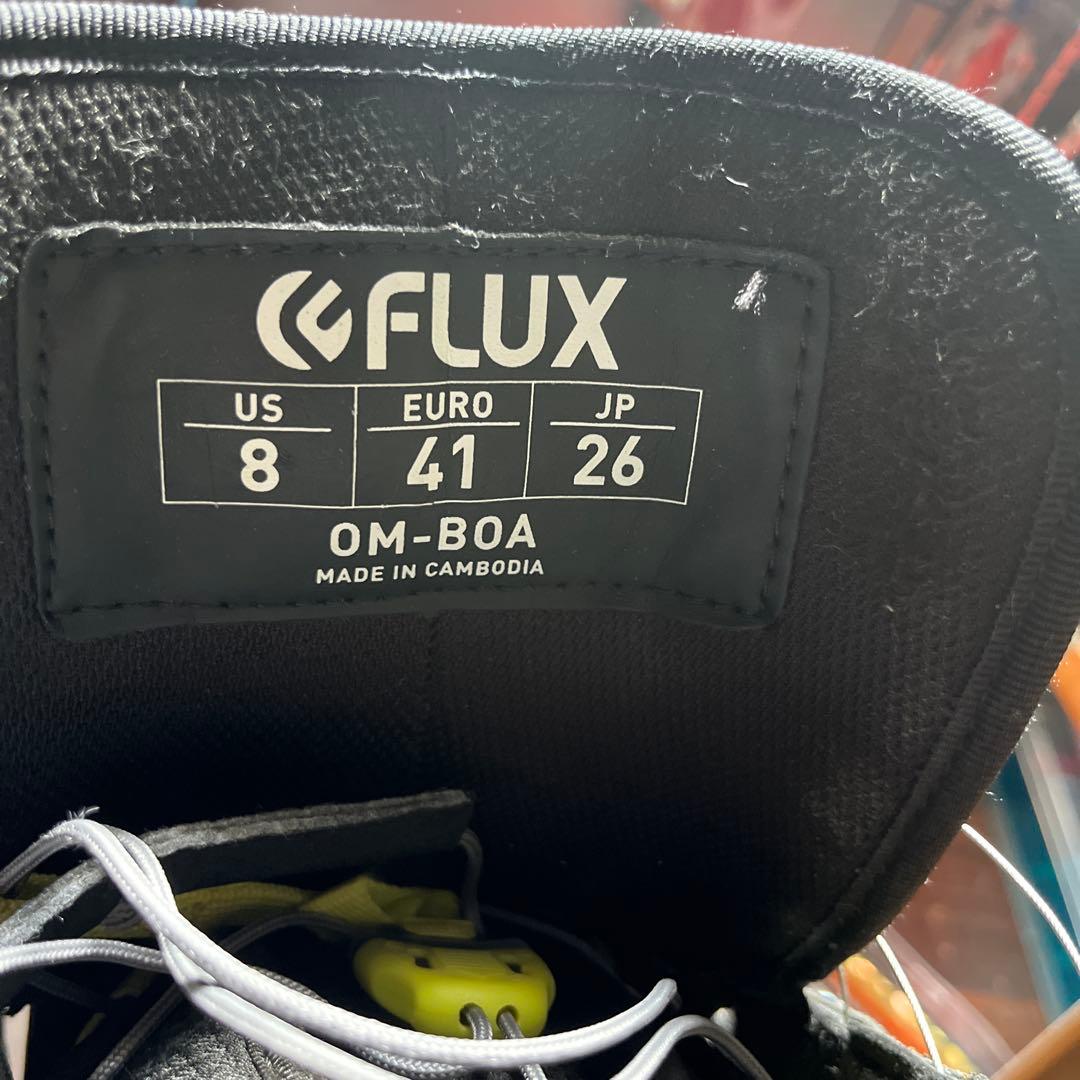 FLUX
US EURO JP
8 41 26
OM-BOA
MADE IN CAMBODIA